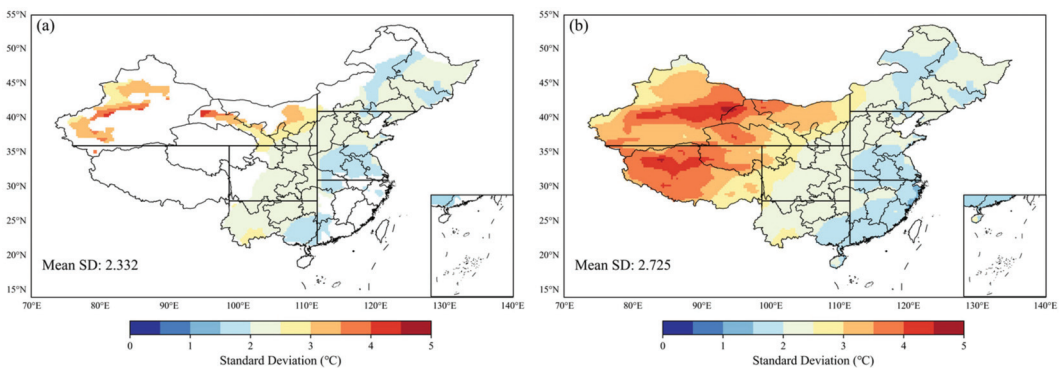 (a)
55°N
50°N
45°N
40°N
35°N
30°N
25°N
20°N
15°N
Mean SD: 2.332
70°E 80°E 90°E 100°E 110°E 120°E 130°E 140°E
0 1 2 3 4 5
Standard Deviation (°C)
(b)
55°N
50°N
45°N
40°N
35°N
30°N
25°N
20°N
15°N
Mean SD: 2.725
70°E 80°E 90°E 100°E 110°E 120°E 130°E 140°E
0 1 2 3 4 5
Standard Deviation (°C)